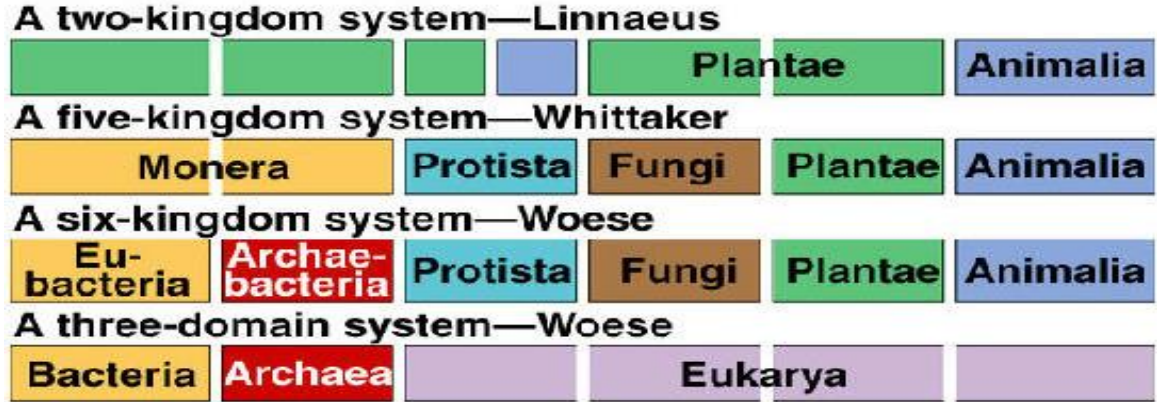 A two-kingdom system—Linnaeus
Plantae Animalia
A five-kingdom system—Whittaker
Monera Protista Fungi Plantae Animalia
A six-kingdom system—Woese
Eu-
bacteria Archae-
bacteria Protista Fungi Plantae Animalia
A three-domain system—Woese
Bacteria Archaea Eukarya